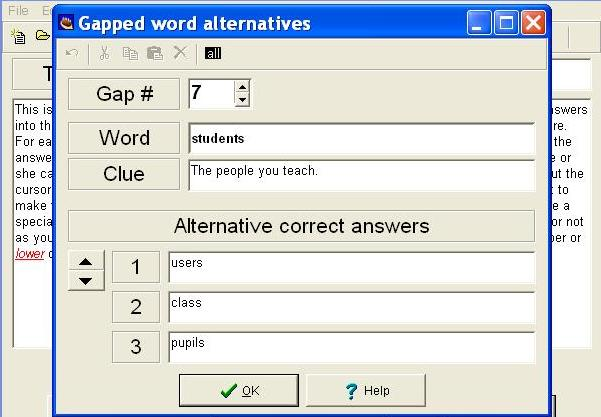 File
Gapped word alternatives
all
Gap #
7
Word
students
Clue
The people you teach.
Alternative correct answers
1
users
2
class
3
pupils
OK
Help
This is
into th
For ea
answe
she ca
cursor
make
specia
as you
lower
nswers
re.
the
e or
ut the
t to
e a
or not
ber or